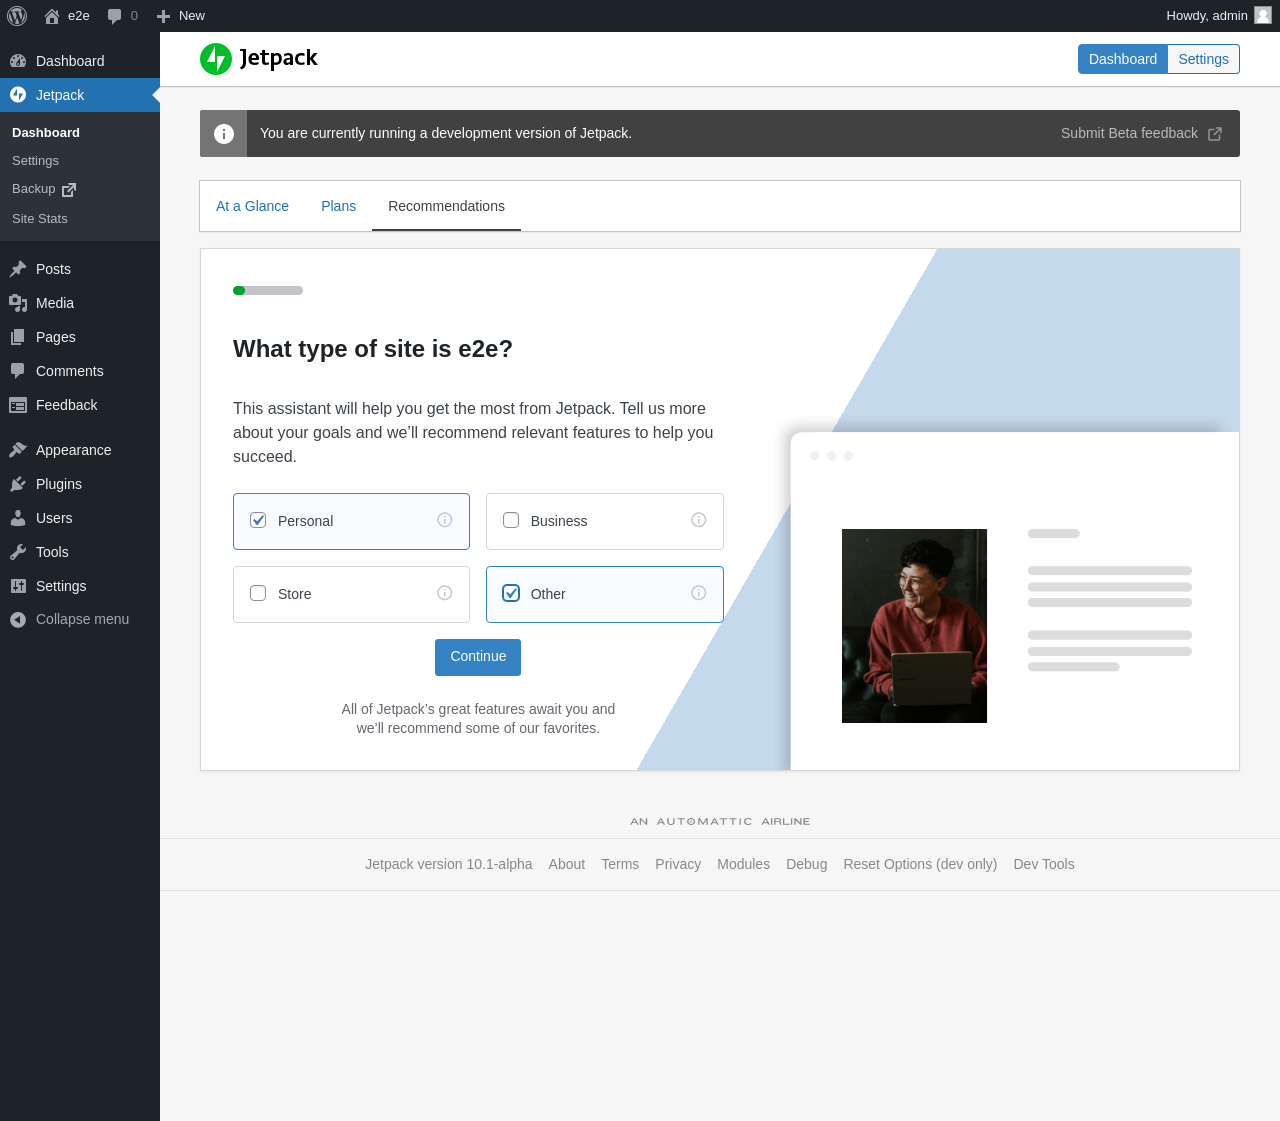 e2e
0
New
Howdy, admin
Dashboard
Jetpack
Dashboard
Settings
Backup
Site Stats
Posts
Media
Pages
Comments
Feedback
Appearance
Plugins
Users
Tools
Settings
Collapse menu
Jetpack
Dashboard
Settings
You are currently running a development version of Jetpack.
Submit Beta feedback
At a Glance
Plans
Recommendations
What type of site is e2e?
This assistant will help you get the most from Jetpack. Tell us more
about your goals and we’ll recommend relevant features to help you
succeed.
Personal
Business
Store
Other
Continue
All of Jetpack’s great features await you and
we’ll recommend some of our favorites.
AN AUTOMATTIC AIRLINE
Jetpack version 10.1-alpha
About
Terms
Privacy
Modules
Debug
Reset Options (dev only)
Dev Tools